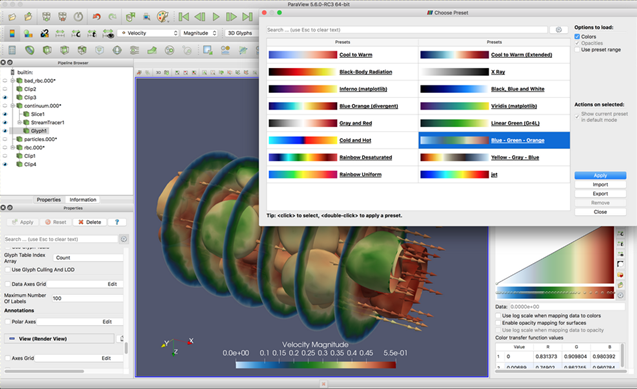 ParaView 5.6.0-RC3 64-bit
Choose Preset
Velocity
Magnitude
3D Glyphs
Pipeline Browser
builtin:
bad_rbc.000*
Clip2
Clip3
continuum.000*
Slice1
StreamTracer1
Glyph1
particles.000*
rbc.000*
Clip1
Clip4
Properties Information
Properties
Apply Reset Delete ?
Search ... (use Esc to clear text)
Glyph Table Index
Array
Count
Use Glyph Culling And LOD
Data Axes Grid Edit
Maximum Number
Of Labels
100
Annotations
Polar Axes Edit
View (Render View)
Axes Grid Edit
Search ... (use Esc to clear text)
Presets Presets
Cool to Warm Cool to Warm (Extended)
Black-Body Radiation X Ray
Inferno (matplotlib) Black, Blue and White
Blue Orange (divergent) Viridis (matplotlib)
Gray and Red Linear Green (Gr4L)
Cold and Hot Blue - Green - Orange
Rainbow Desaturated Yellow - Gray - Blue
Rainbow Uniform jet
Tip: <click> to select, <double-click> to apply a preset.
Options to load:
Colors
Opacities
Use preset range
Actions on selected:
Show current preset
in default mode
Apply
Import
Export
Remove
Close
Y X
Z
Velocity Magnitude
0.0e+00 0.1 0.15 0.2 0.25 0.3 0.35 0.4 0.45 5.5e-01
Data: 0.0000e+00
Use log scale when mapping data to colors
Enable opacity mapping for surfaces
Use log scale when mapping data to opacity
Color transfer function values
Value R G B
1 0 0.831373 0.909804 0.980392